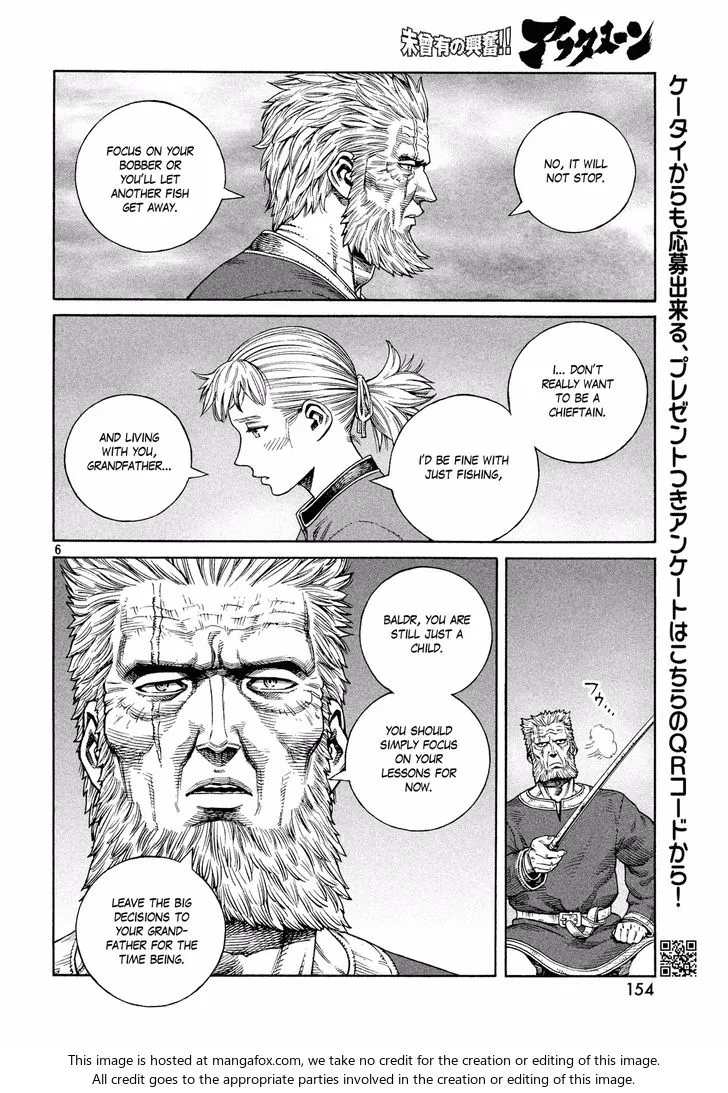 未曾有の興奮!! アフタヌーン
ケータイからも応募出来る、プレゼントつきアンケートはこちらのQRコードから!
NO, IT WILL
NOT STOP.
FOCUS ON YOUR
BOBBER OR
YOU'LL LET
ANOTHER FISH
GET AWAY.
I... DON'T
REALLY WANT
TO BE A
CHIEFTAIN.
I'D BE FINE WITH
JUST FISHING,
AND LIVING
WITH YOU,
GRANDFATHER...
6
フゥ...
BALDR, YOU ARE
STILL JUST A
CHILD.
YOU SHOULD
SIMPLY FOCUS
ON YOUR
LESSONS FOR
NOW.
LEAVE THE BIG
DECISIONS TO
YOUR GRAND-
FATHER FOR THE
TIME BEING.
154
This image is hosted at mangafox.com, we take no credit for the creation or editing of this image.
All credit goes to the appropriate parties involved in the creation or editing of this image.